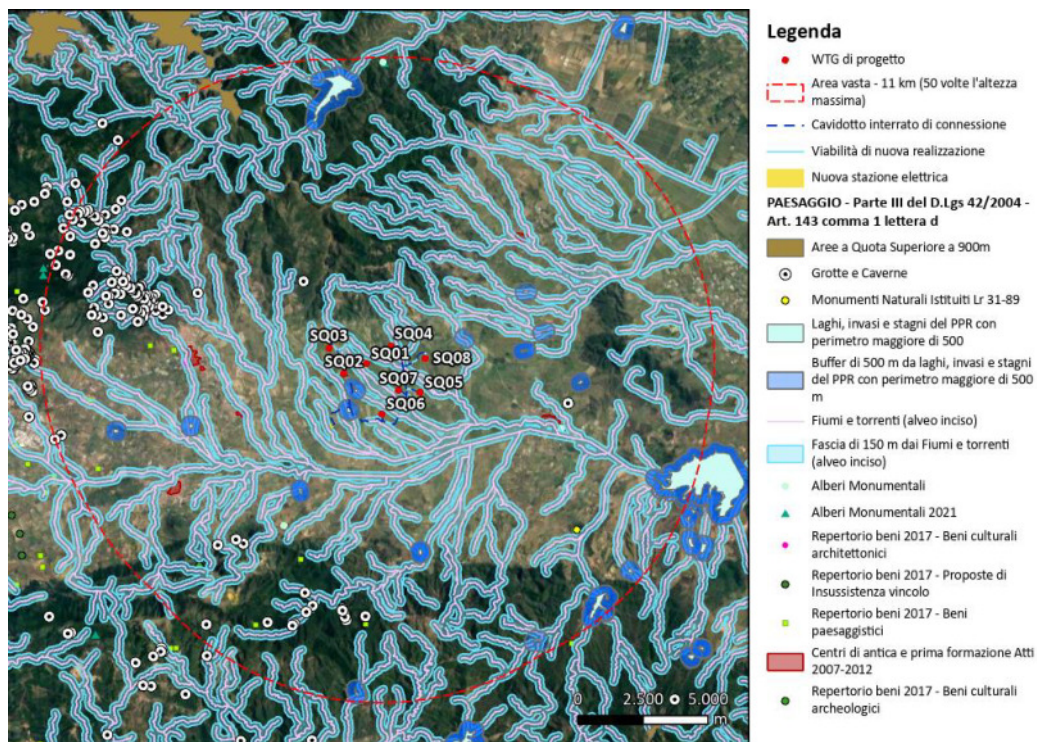 SQ03
SQ04
SQ01
SQ08
SQ02
SQ07
SQ05
SQ06
0
2.500
5.000
m
Legenda
WTG di progetto
Area vasta - 11 km (50 volte l'altezza
massima)
Cavidotto interrato di connessione
Viabilità di nuova realizzazione
Nuova stazione elettrica
PAESAGGIO - Parte III del D.Lgs 42/2004 -
Art. 143 comma 1 lettera d
Aree a Quota Superiore a 900m
Grotte e Caverne
Monumenti Naturali Istituiti Lr 31-89
Laghi, invasi e stagni del PPR con
perimetro maggiore di 500
Buffer di 500 m da laghi, invasi e stagni
del PPR con perimetro maggiore di 500
m
Fiumi e torrenti (alveo inciso)
Fascia di 150 m dai Fiumi e torrenti
(alveo inciso)
Alberi Monumentali
Alberi Monumentali 2021
Repertorio beni 2017 - Beni culturali
architettonici
Repertorio beni 2017 - Proposte di
Insussistenza vincolo
Repertorio beni 2017 - Beni
paesaggistici
Centri di antica e prima formazione Atti
2007-2012
Repertorio beni 2017 - Beni culturali
archeologici